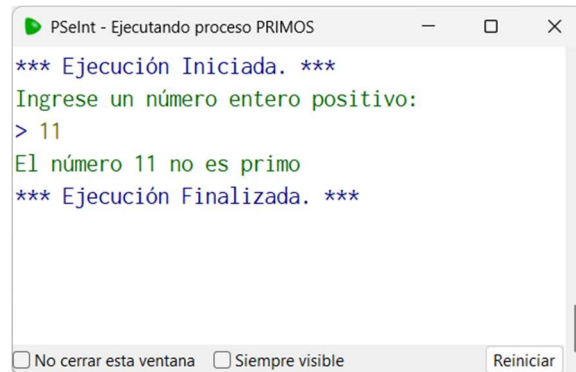 PSeInt - Ejecutando proceso PRIMOS
*** Ejecución Iniciada. ***
Ingrese un número entero positivo:
> 11
El número 11 no es primo
*** Ejecución Finalizada. ***
No cerrar esta ventana Siempre visible Reiniciar